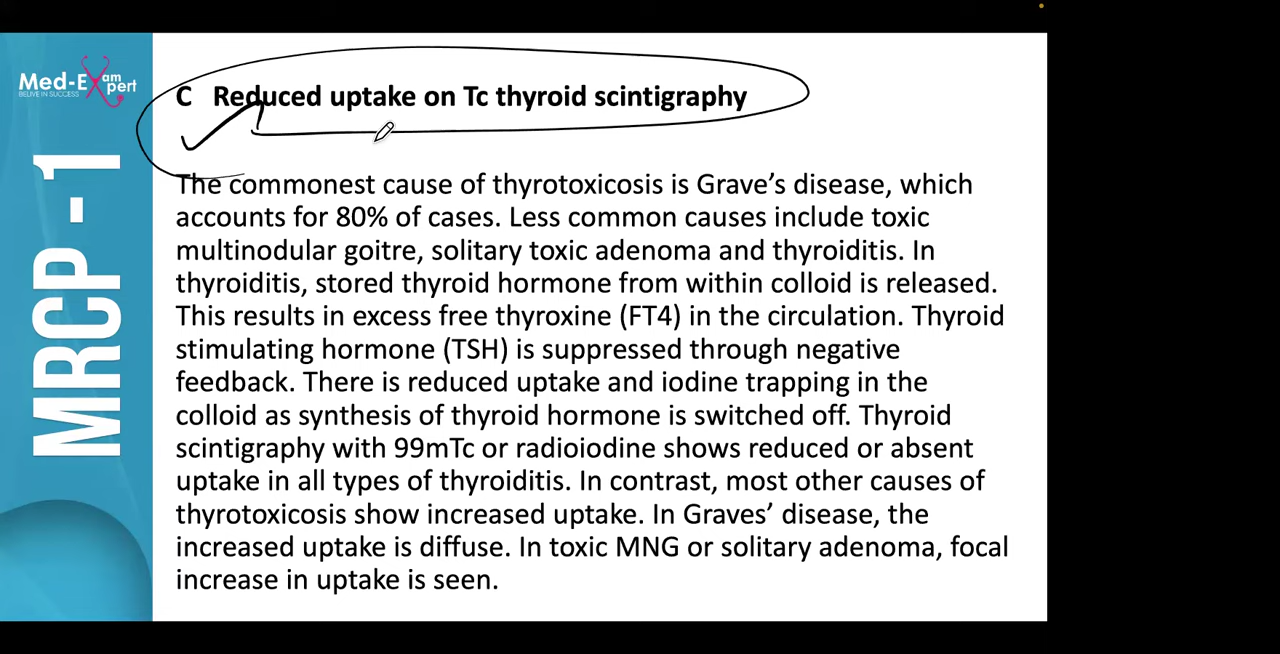 Med-Exam
pert
BELIVE IN SUCCESS
MRCP - 1
C Reduced uptake on Tc thyroid scintigraphy
The commonest cause of thyrotoxicosis is Grave’s disease, which
accounts for 80% of cases. Less common causes include toxic
multinodular goitre, solitary toxic adenoma and thyroiditis. In
thyroiditis, stored thyroid hormone from within colloid is released.
This results in excess free thyroxine (FT4) in the circulation. Thyroid
stimulating hormone (TSH) is suppressed through negative
feedback. There is reduced uptake and iodine trapping in the
colloid as synthesis of thyroid hormone is switched off. Thyroid
scintigraphy with 99mTc or radioiodine shows reduced or absent
uptake in all types of thyroiditis. In contrast, most other causes of
thyrotoxicosis show increased uptake. In Graves’ disease, the
increased uptake is diffuse. In toxic MNG or solitary adenoma, focal
increase in uptake is seen.